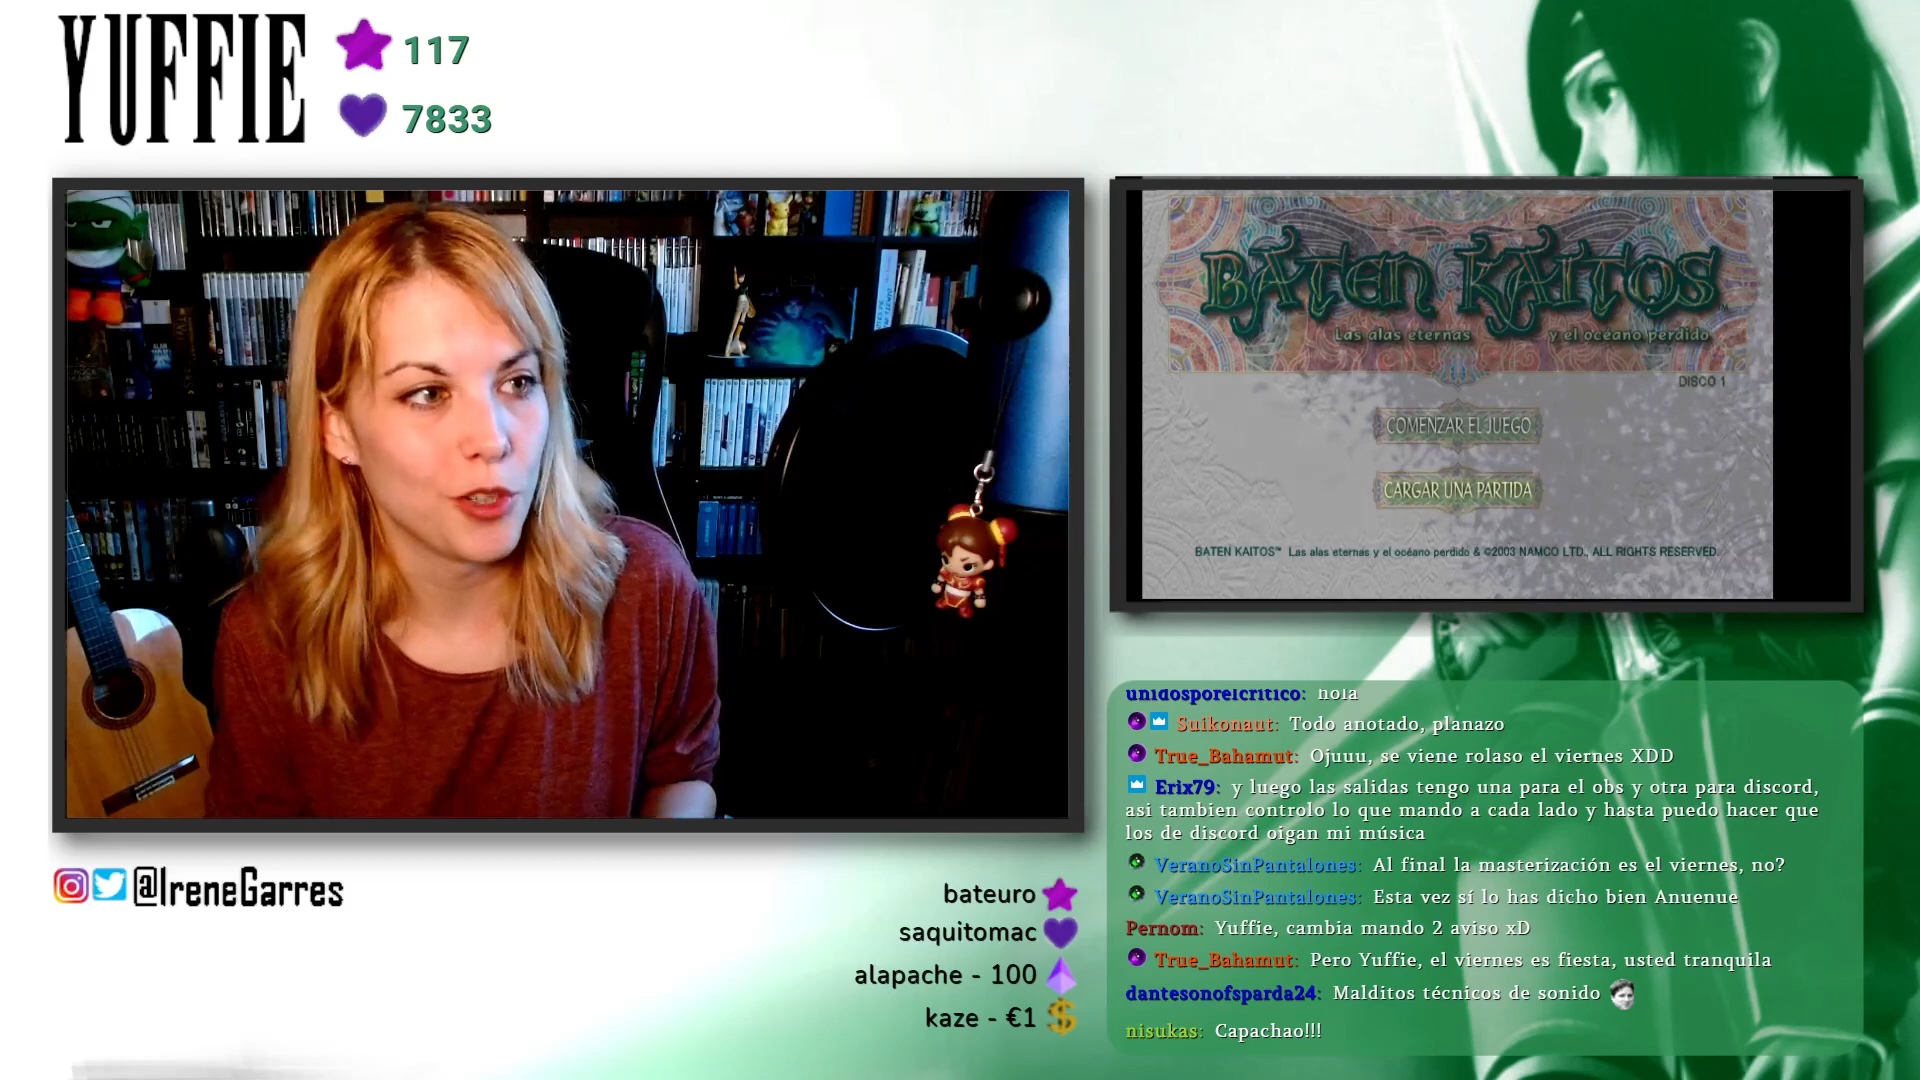 YUFFIE
117
7833
BATEN KAITOS
Las alas eternas y el océano perdido
DISCO 1
COMENZAR EL JUEGO
CARGAR UNA PARTIDA
BATEN KAITOS™ Las alas eternas y el océano perdido & ©2003 NAMCO LTD., ALL RIGHTS RESERVED.
unidosporelcritico: hola
Suikonaut: Todo anotado, planazo
True_Bahamut: Ojuuu, se viene rolaso el viernes XDD
Erix79: y luego las salidas tengo una para el obs y otra para discord,
asi tambien controlo lo que mando a cada lado y hasta puedo hacer que
los de discord oigan mi música
VeranoSinPantalones: Al final la masterización es el viernes, no?
VeranoSinPantalones: Esta vez sí lo has dicho bien Anuenue
Pernom: Yuffie, cambia mando 2 aviso xD
True_Bahamut: Pero Yuffie, el viernes es fiesta, usted tranquila
dantesonofsparda24: Malditos técnicos de sonido
nisukas: Capachao!!!
@IreneGarres
bateuro
saquitomac
alapache - 100
kaze - €1